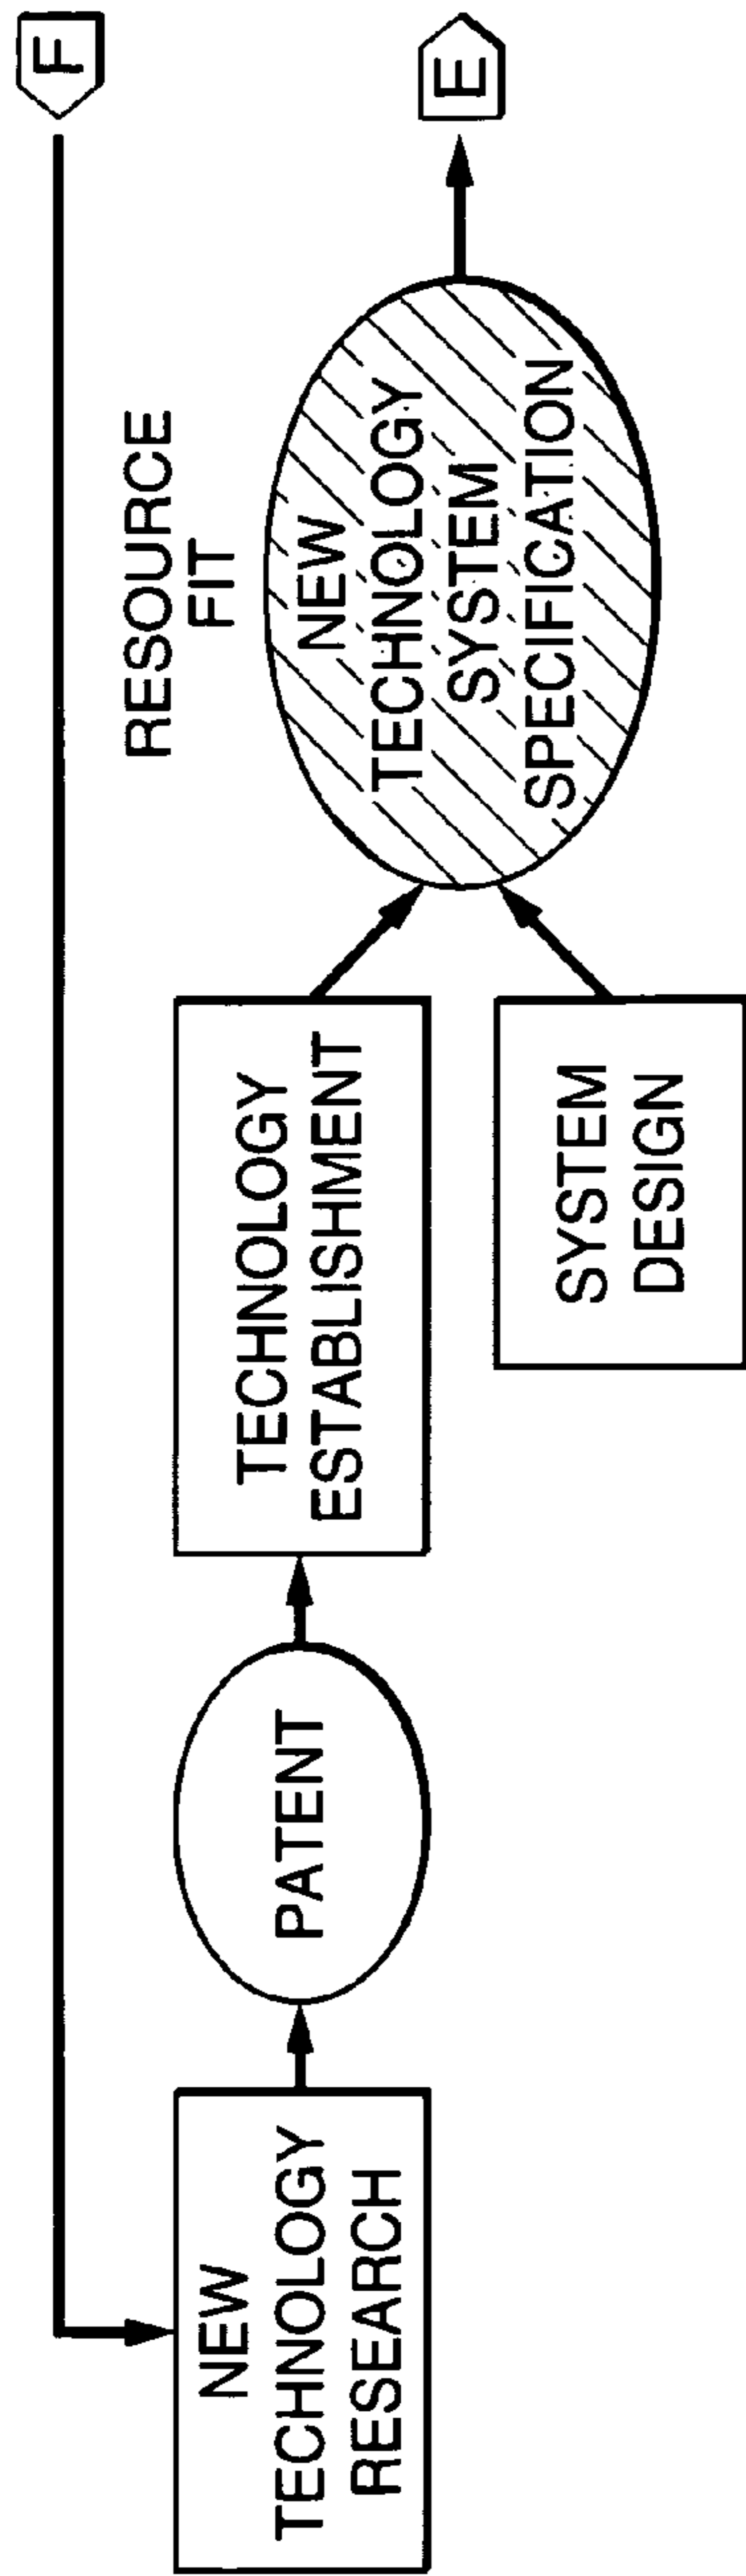 F
NEW
TECHNOLOGY
RESEARCH
PATENT
TECHNOLOGY
ESTABLISHMENT
SYSTEM
DESIGN
RESOURCE
FIT
NEW
TECHNOLOGY
SYSTEM
SPECIFICATION
E